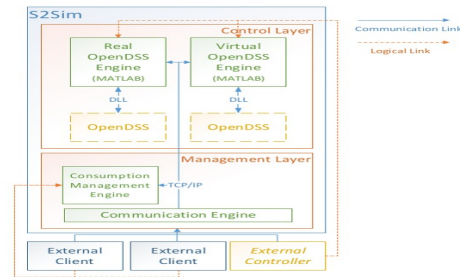 S2Sim
Control Layer
Real
OpenDSS
Engine
(MATLAB)
Virtual
OpenDSS
Engine
(MATLAB)
DLL
DLL
OpenDSS
OpenDSS
Management Layer
Consumption
Management
Engine
TCP/IP
Communication Engine
External
Client
External
Client
External
Controller
Communication Link
Logical Link